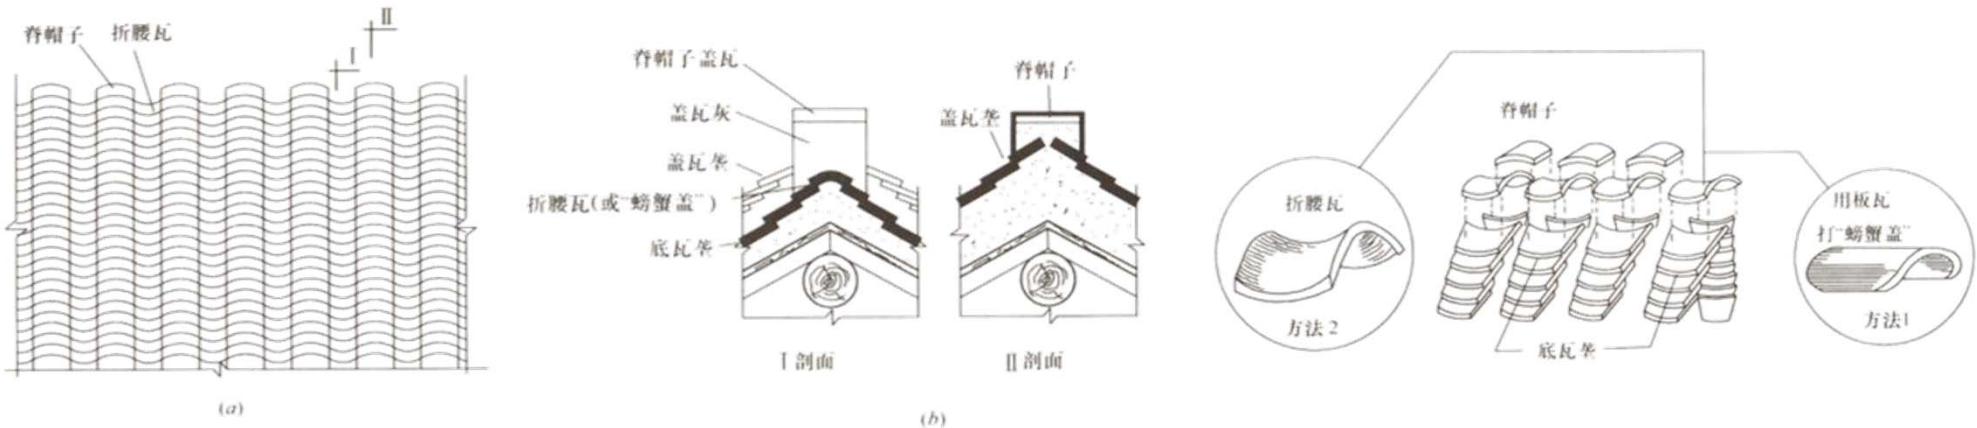 脊帽子
折腰瓦
I
II
(a)
脊帽子盖瓦
盖瓦灰
盖瓦垄
折腰瓦(或"螃蟹盖")
底瓦垄
I 剖面
脊帽子
盖瓦垄
II 剖面
(b)
脊帽子
折腰瓦
方法 2
底瓦垄
用板瓦
打"螃蟹盖"
方法1